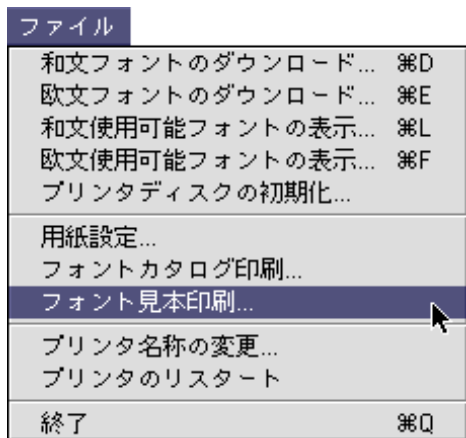 ファイル
和文フォントのダウンロード... ⌘D
欧文フォントのダウンロード... ⌘E
和文使用可能フォントの表示... ⌘L
欧文使用可能フォントの表示... ⌘F
プリンタディスクの初期化...
用紙設定...
フォントカタログ印刷...
フォント見本印刷...
プリンタ名称の変更...
プリンタのリスタート
終了 ⌘Q